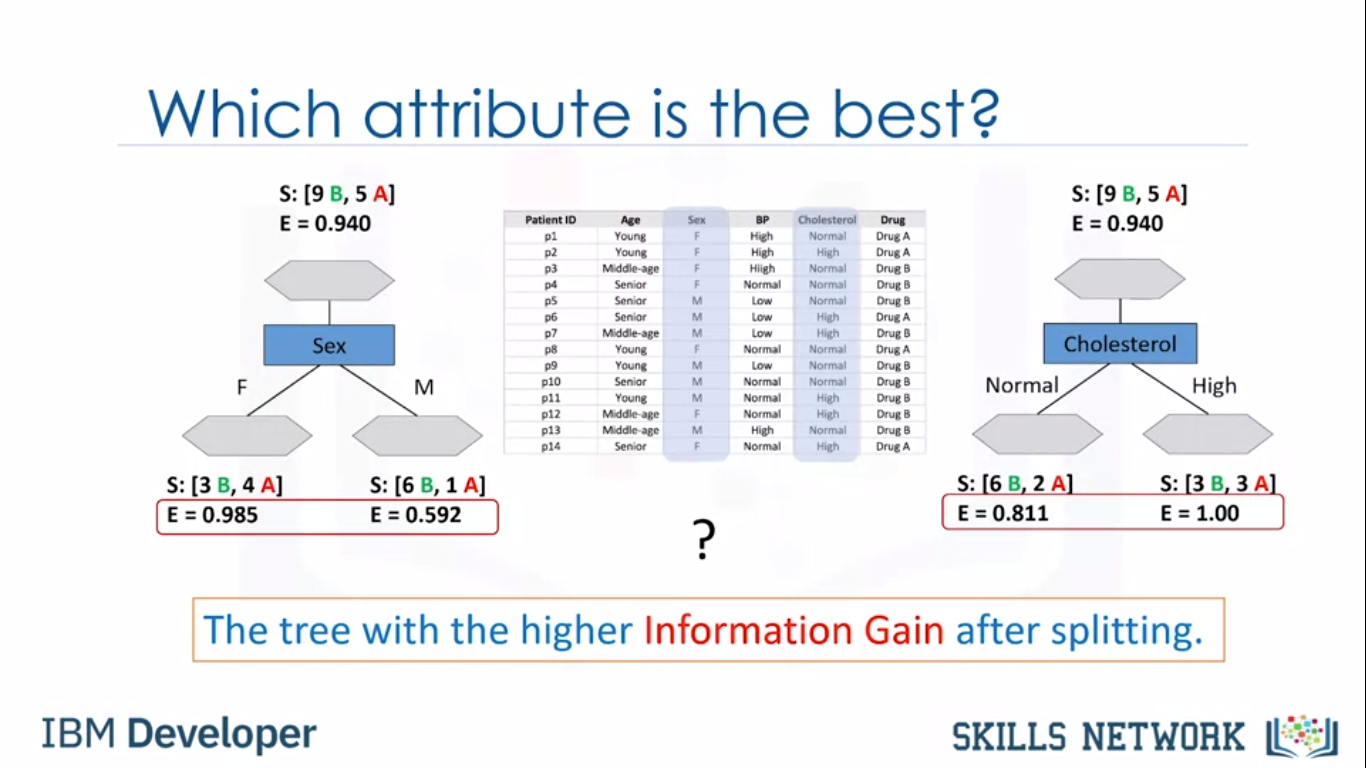 Which attribute is the best?
S: [9 B, 5 A]
E = 0.940
Sex
F M
S: [3 B, 4 A] S: [6 B, 1 A]
E = 0.985 E = 0.592
Patient ID Age Sex BP Cholesterol Drug
p1 Young F High Normal Drug A
p2 Young F High High Drug A
p3 Middle-age F Hiigh Normal Drug B
p4 Senior F Normal Normal Drug B
p5 Senior M Low Normal Drug B
p6 Senior M Low High Drug A
p7 Middle-age M Low High Drug B
p8 Young F Normal Normal Drug A
p9 Young M Low Normal Drug B
p10 Senior M Normal Normal Drug B
p11 Young M Normal High Drug B
p12 Middle-age F Normal High Drug B
p13 Middle-age M High Normal Drug B
p14 Senior F Normal High Drug A
?
S: [9 B, 5 A]
E = 0.940
Cholesterol
Normal High
S: [6 B, 2 A] S: [3 B, 3 A]
E = 0.811 E = 1.00
The tree with the higher Information Gain after splitting.
IBM Developer
SKILLS NETWORK